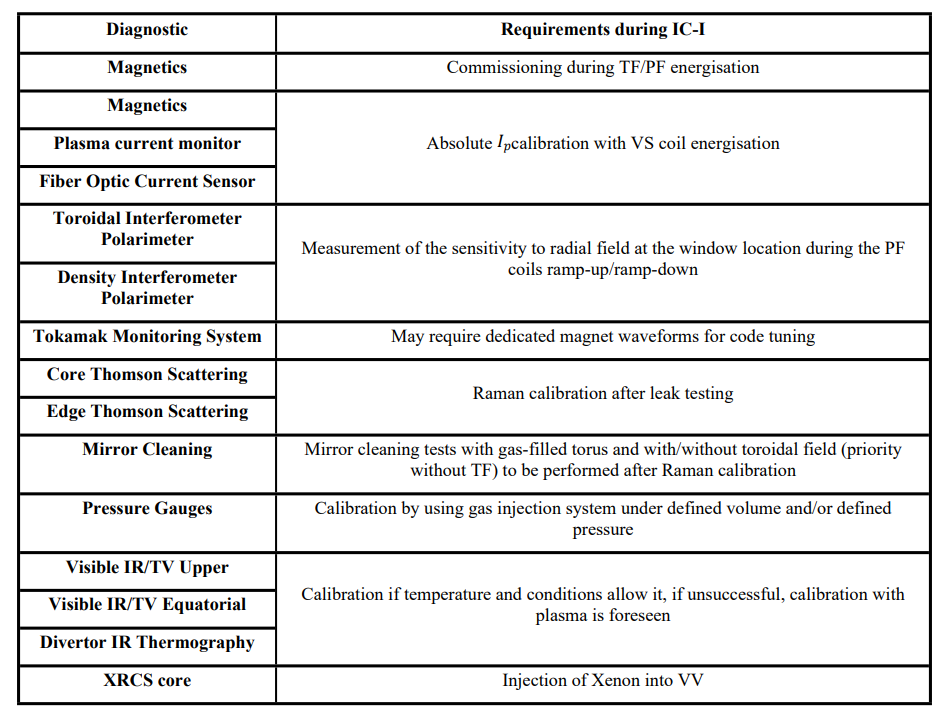 Diagnostic
Requirements during IC-I
Magnetics
Commissioning during TF/PF energisation
Magnetics
Plasma current monitor
Fiber Optic Current Sensor
Absolute Ipcalibration with VS coil energisation
Toroidal Interferometer
Polarimeter
Density Interferometer
Polarimeter
Measurement of the sensitivity to radial field at the window location during the PF
coils ramp-up/ramp-down
Tokamak Monitoring System
May require dedicated magnet waveforms for code tuning
Core Thomson Scattering
Edge Thomson Scattering
Raman calibration after leak testing
Mirror Cleaning
Mirror cleaning tests with gas-filled torus and with/without toroidal field (priority
without TF) to be performed after Raman calibration
Pressure Gauges
Calibration by using gas injection system under defined volume and/or defined
pressure
Visible IR/TV Upper
Visible IR/TV Equatorial
Divertor IR Thermography
Calibration if temperature and conditions allow it, if unsuccessful, calibration with
plasma is foreseen
XRCS core
Injection of Xenon into VV